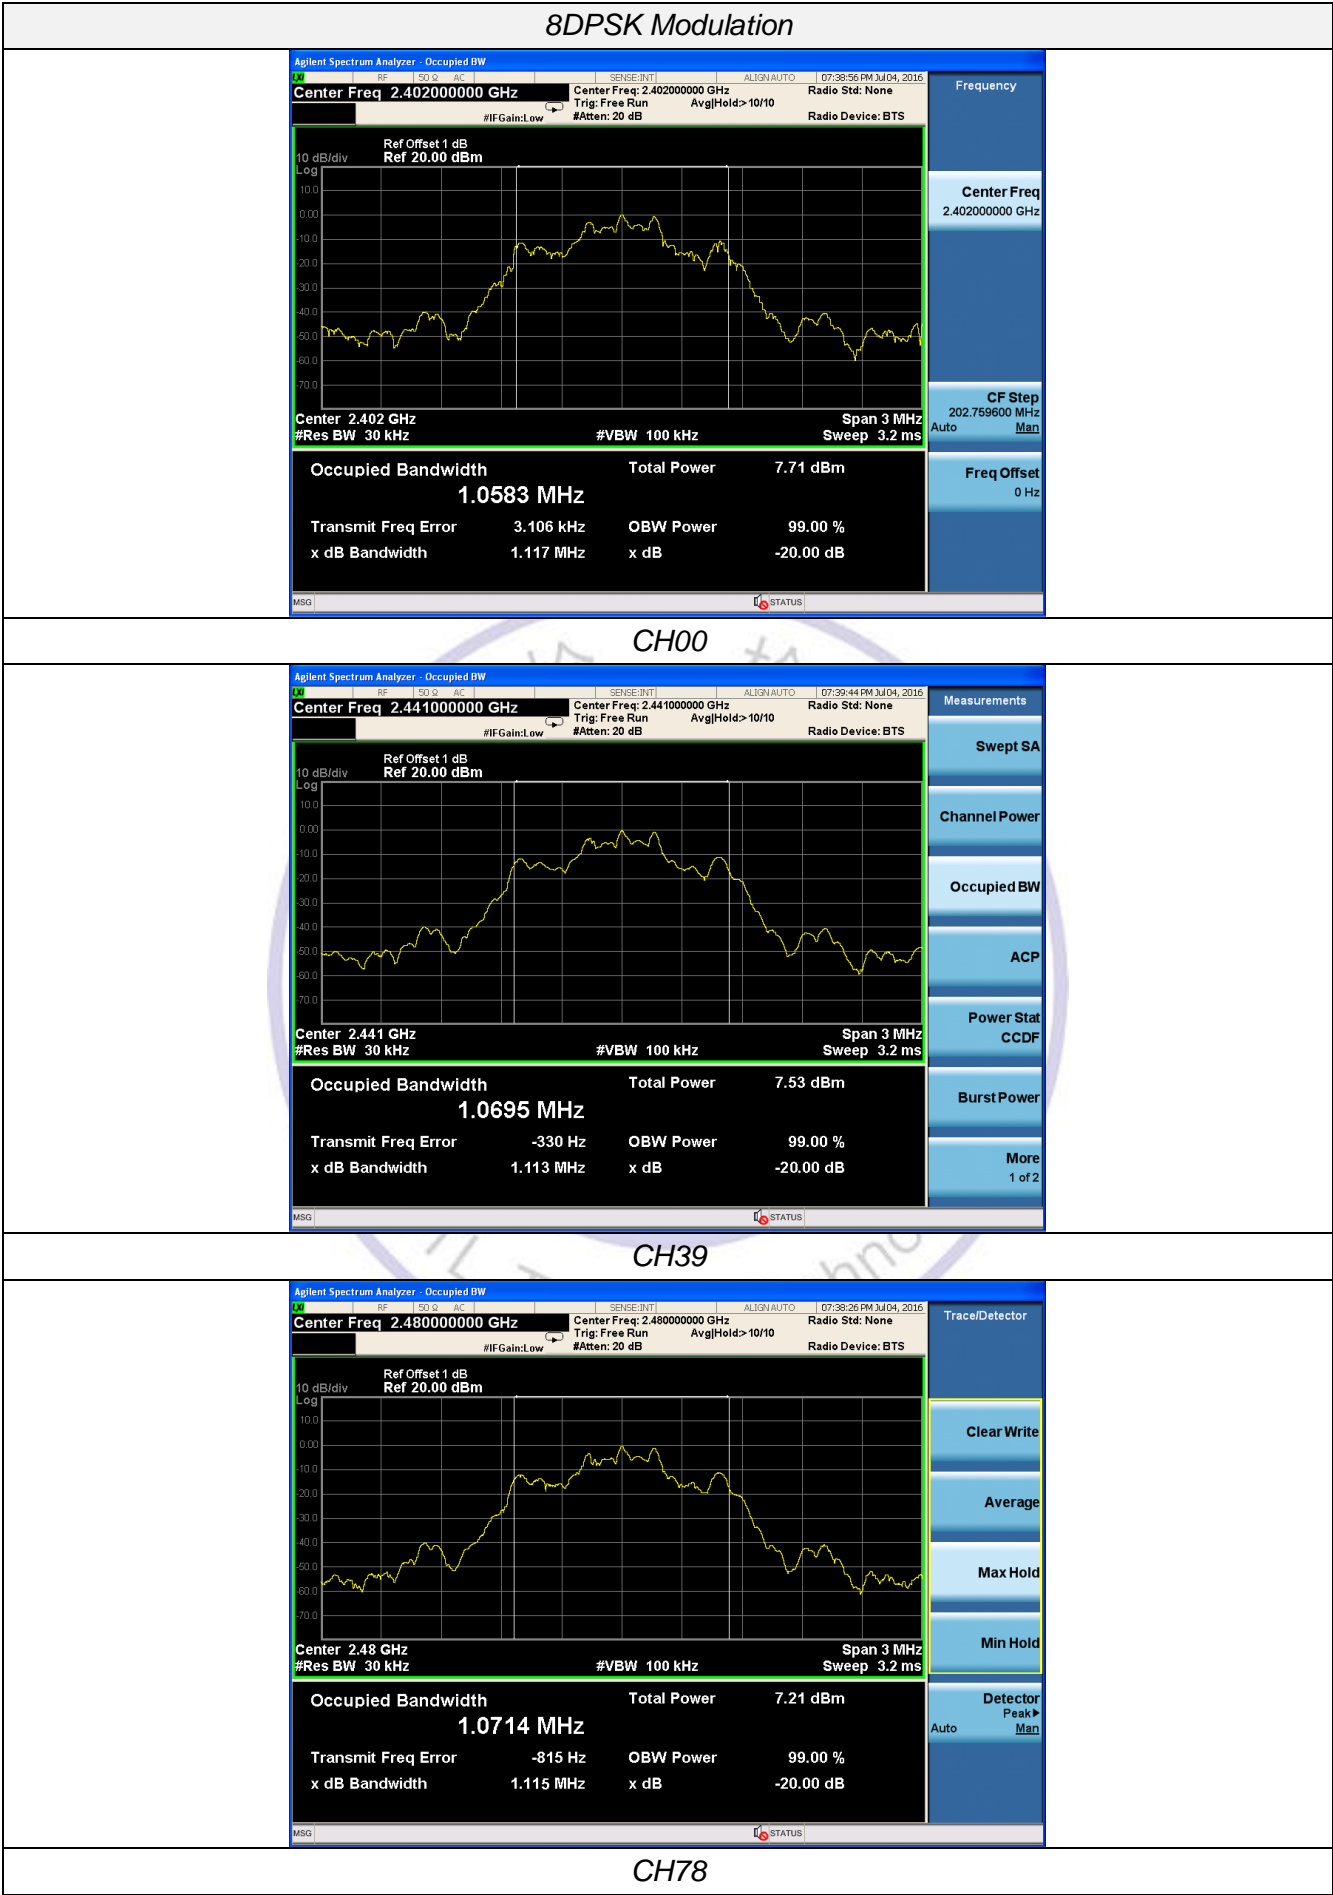 8DPSK Modulation
Agilent Spectrum Analyzer - Occupied BW
LXI RF 50 Ω AC SENSE:INT ALIGN AUTO 07:38:56 PM Jul 04, 2016
Center Freq 2.402000000 GHz
Center Freq: 2.402000000 GHz
Radio Std: None
Trig: Free Run Avg|Hold:> 10/10
#IFGain:Low #Atten: 20 dB Radio Device: BTS
Ref Offset 1 dB
10 dB/div Ref 20.00 dBm
Log
10.0
0.00
-10.0
-20.0
-30.0
-40.0
-50.0
-60.0
-70.0
Center 2.402 GHz Span 3 MHz
#Res BW 30 kHz #VBW 100 kHz Sweep 3.2 ms
Occupied Bandwidth Total Power 7.71 dBm
1.0583 MHz
Transmit Freq Error 3.106 kHz OBW Power 99.00 %
x dB Bandwidth 1.117 MHz x dB -20.00 dB
MSG STATUS
Frequency
Center Freq
2.402000000 GHz
CF Step
202.759600 MHz
Auto Man
Freq Offset
0 Hz
CH00
Agilent Spectrum Analyzer - Occupied BW
LXI RF 50 Ω AC SENSE:INT ALIGN AUTO 07:39:44 PM Jul 04, 2016
Center Freq 2.441000000 GHz
Center Freq: 2.441000000 GHz
Radio Std: None
Trig: Free Run Avg|Hold:> 10/10
#IFGain:Low #Atten: 20 dB Radio Device: BTS
Ref Offset 1 dB
10 dB/div Ref 20.00 dBm
Log
10.0
0.00
-10.0
-20.0
-30.0
-40.0
-50.0
-60.0
-70.0
Center 2.441 GHz Span 3 MHz
#Res BW 30 kHz #VBW 100 kHz Sweep 3.2 ms
Occupied Bandwidth Total Power 7.53 dBm
1.0695 MHz
Transmit Freq Error -330 Hz OBW Power 99.00 %
x dB Bandwidth 1.113 MHz x dB -20.00 dB
MSG STATUS
Measurements
Swept SA
Channel Power
Occupied BW
ACP
Power Stat
CCDF
Burst Power
More
1 of 2
CH39
Agilent Spectrum Analyzer - Occupied BW
LXI RF 50 Ω AC SENSE:INT ALIGN AUTO 07:38:26 PM Jul 04, 2016
Center Freq 2.480000000 GHz
Center Freq: 2.480000000 GHz
Radio Std: None
Trig: Free Run Avg|Hold:> 10/10
#IFGain:Low #Atten: 20 dB Radio Device: BTS
Ref Offset 1 dB
10 dB/div Ref 20.00 dBm
Log
10.0
0.00
-10.0
-20.0
-30.0
-40.0
-50.0
-60.0
-70.0
Center 2.48 GHz Span 3 MHz
#Res BW 30 kHz #VBW 100 kHz Sweep 3.2 ms
Occupied Bandwidth Total Power 7.21 dBm
1.0714 MHz
Transmit Freq Error -815 Hz OBW Power 99.00 %
x dB Bandwidth 1.115 MHz x dB -20.00 dB
MSG STATUS
Trace/Detector
Clear Write
Average
Max Hold
Min Hold
Detector
Peak▶
Auto Man
CH78